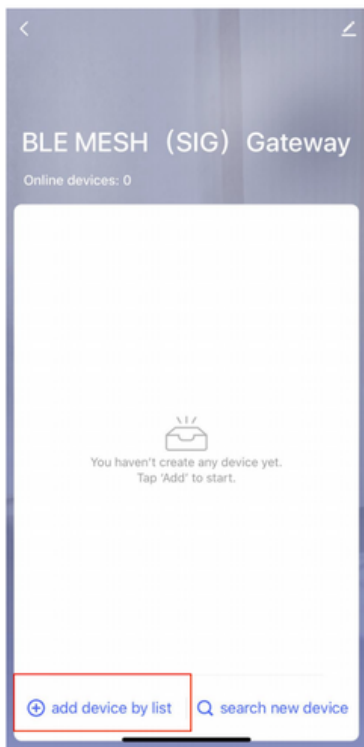 BLE MESH（SIG）Gateway
Online devices: 0
You haven't create any device yet.
Tap 'Add' to start.
add device by list
search new device